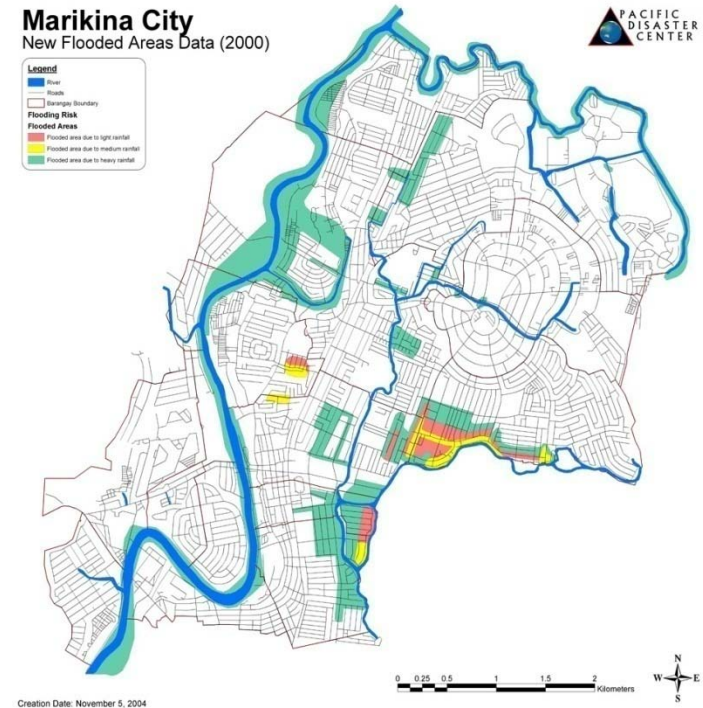 Marikina City
New Flooded Areas Data (2000)
PACIFIC
DISASTER
CENTER
Legend
River
Roads
Barangay Boundary
Flooding Risk
Flooded Areas
Flooded area due to light rainfall
Flooded area due to medium rainfall
Flooded area due to heavy rainfall
0 0.25 0.5 1 1.5 2
Kilometers
N
W E
S
Creation Date: November 5, 2004